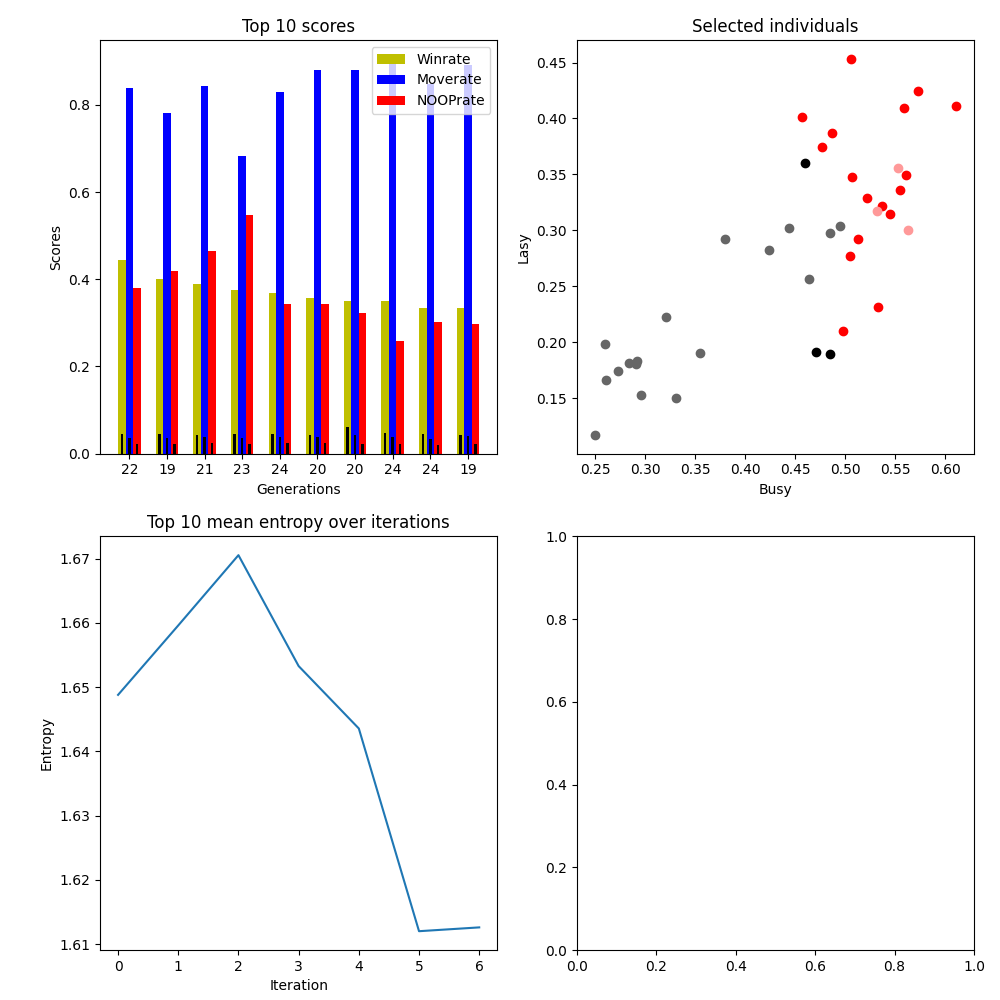 Top 10 scores
Winrate
Moverate
NOOPrate
Scores
0.8
0.6
0.4
0.2
0.0
22 19 21 23 24 20 20 24 24 19
Generations
Selected individuals
Lasy
0.45
0.40
0.35
0.30
0.25
0.20
0.15
0.25 0.30 0.35 0.40 0.45 0.50 0.55 0.60
Busy
Top 10 mean entropy over iterations
Entropy
1.67
1.66
1.65
1.64
1.63
1.62
1.61
0 1 2 3 4 5 6
Iteration
1.0
0.8
0.6
0.4
0.2
0.0
0.0 0.2 0.4 0.6 0.8 1.0